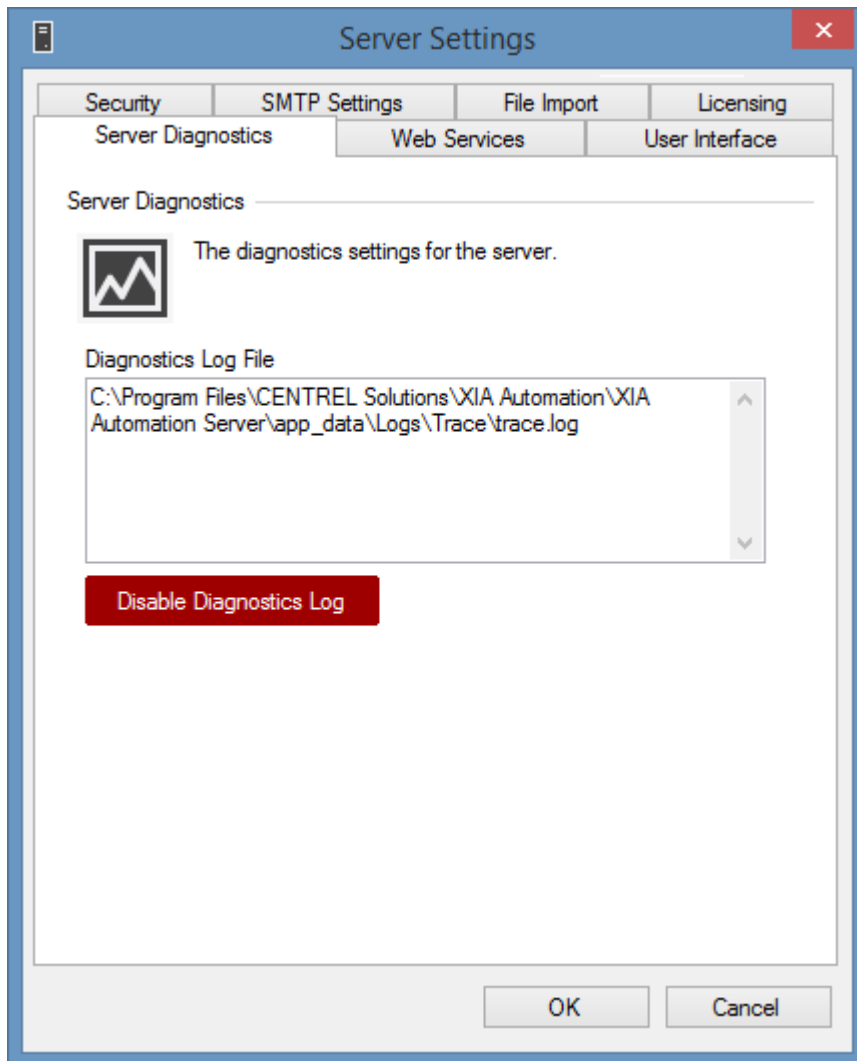 Server Settings
Security SMTP Settings File Import Licensing
Server Diagnostics Web Services User Interface
Server Diagnostics
The diagnostics settings for the server.
Diagnostics Log File
C:\Program Files\CENTREL Solutions\XIA Automation\XIA
Automation Server\app_data\Logs\Trace\trace.log
Disable Diagnostics Log
OK Cancel